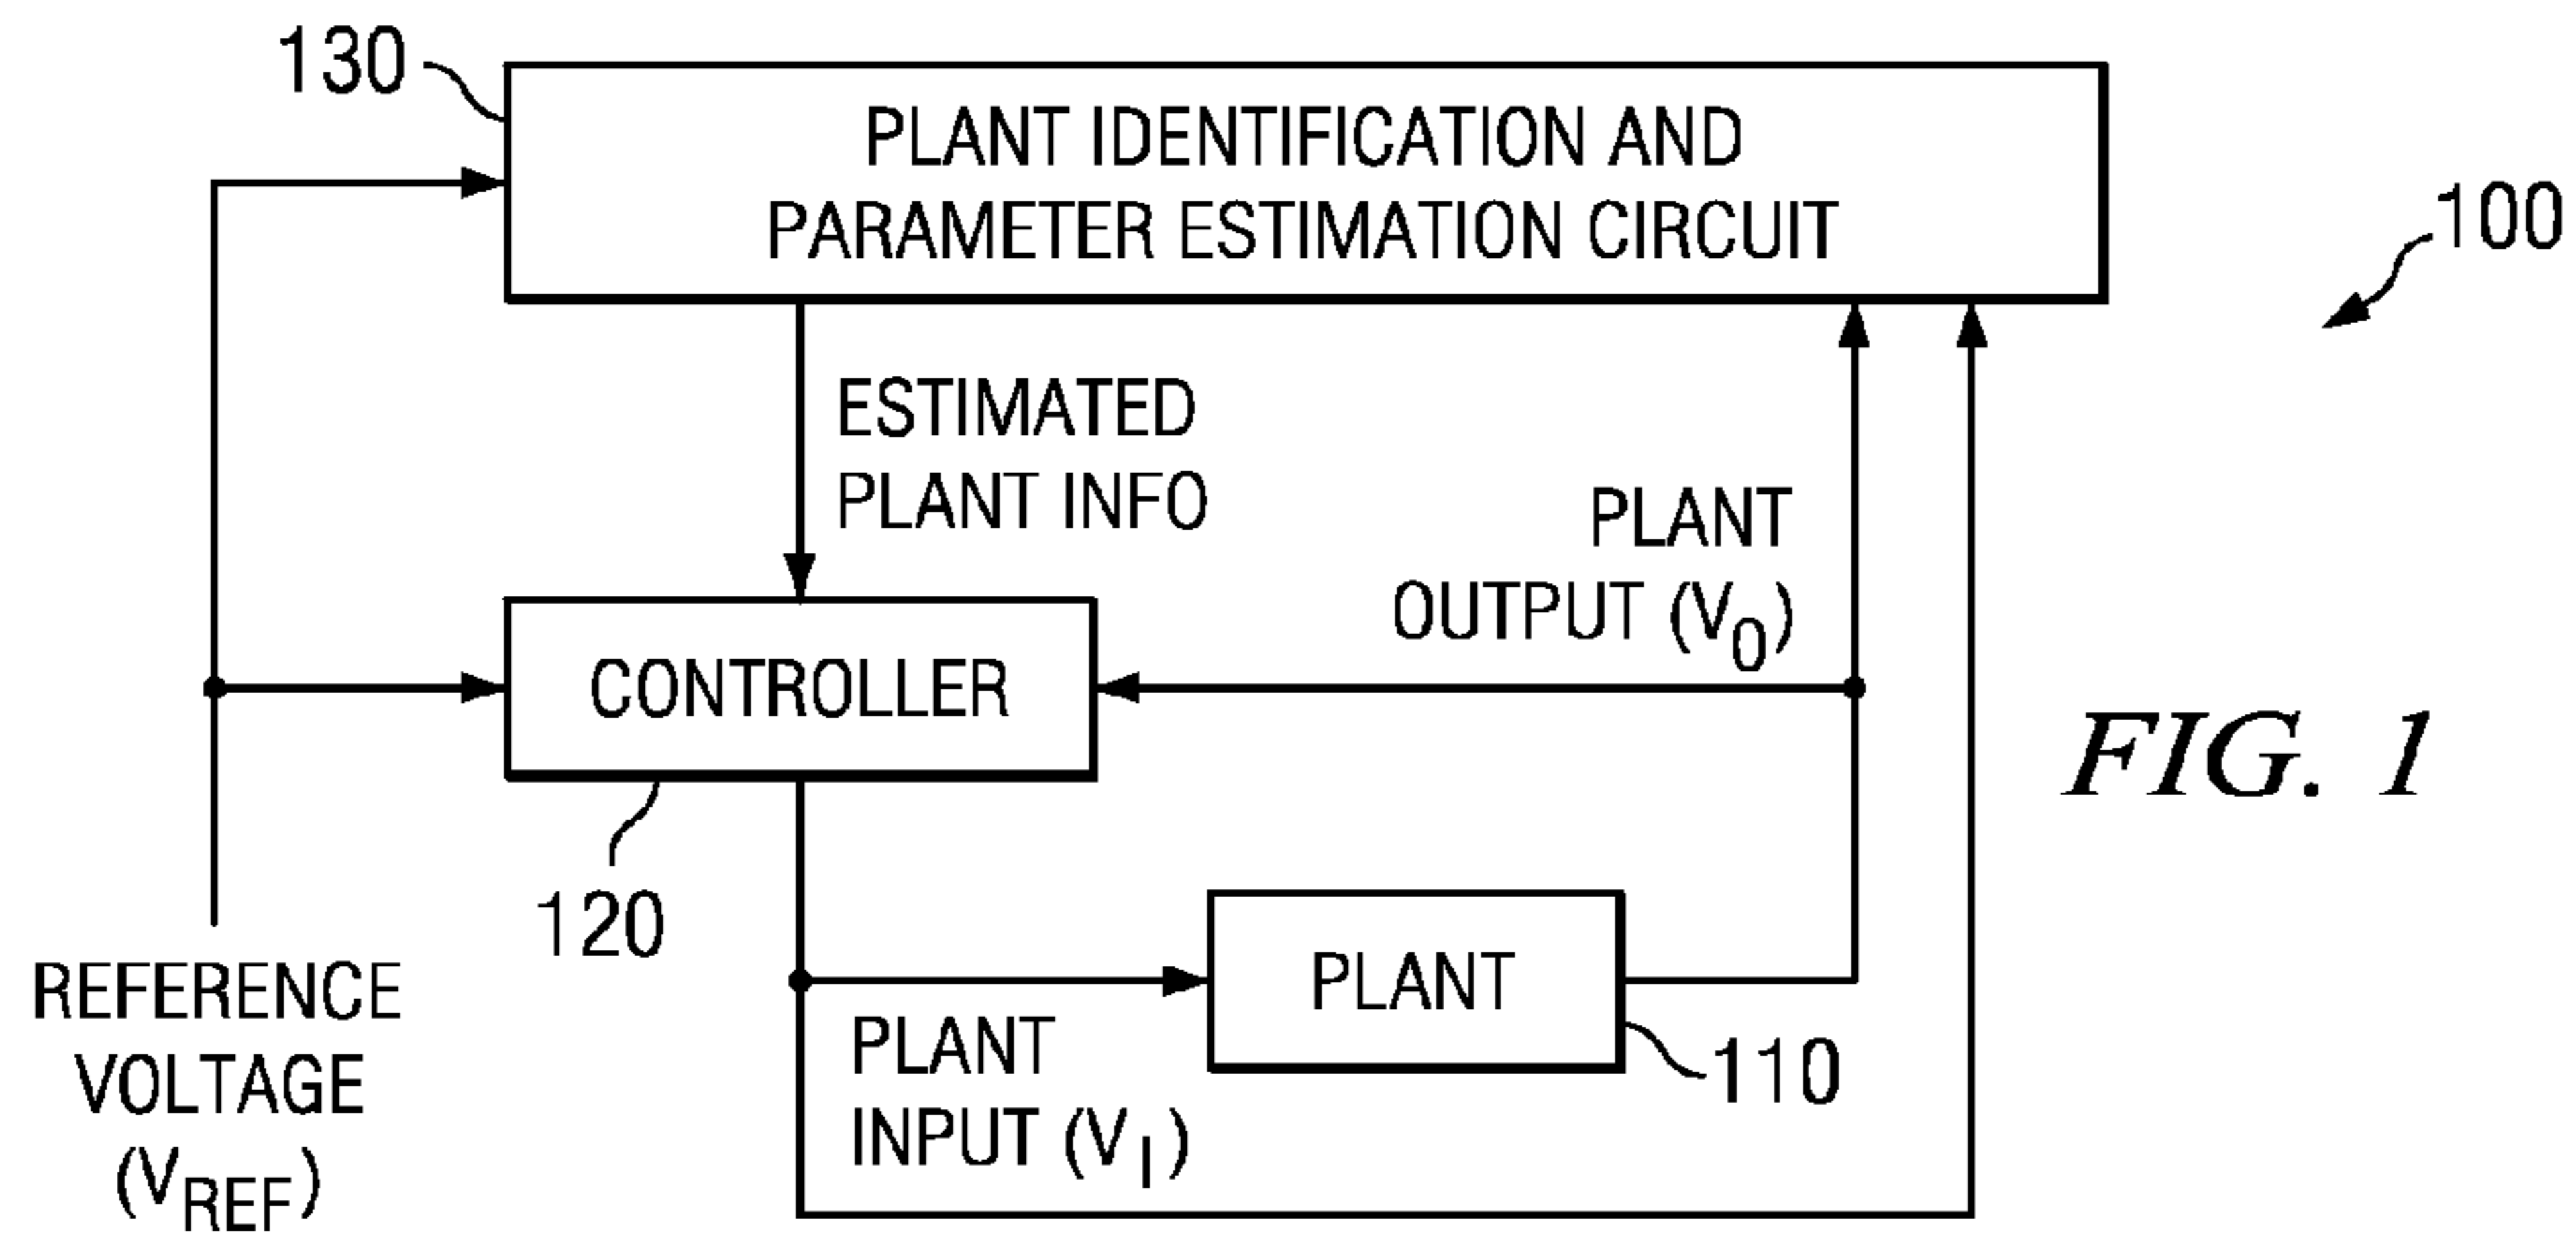 130
PLANT IDENTIFICATION AND
PARAMETER ESTIMATION CIRCUIT
100
ESTIMATED
PLANT INFO
PLANT
OUTPUT (VO)
CONTROLLER
FIG. 1
120
REFERENCE
VOLTAGE
(VREF)
PLANT
110
PLANT
INPUT (VI)